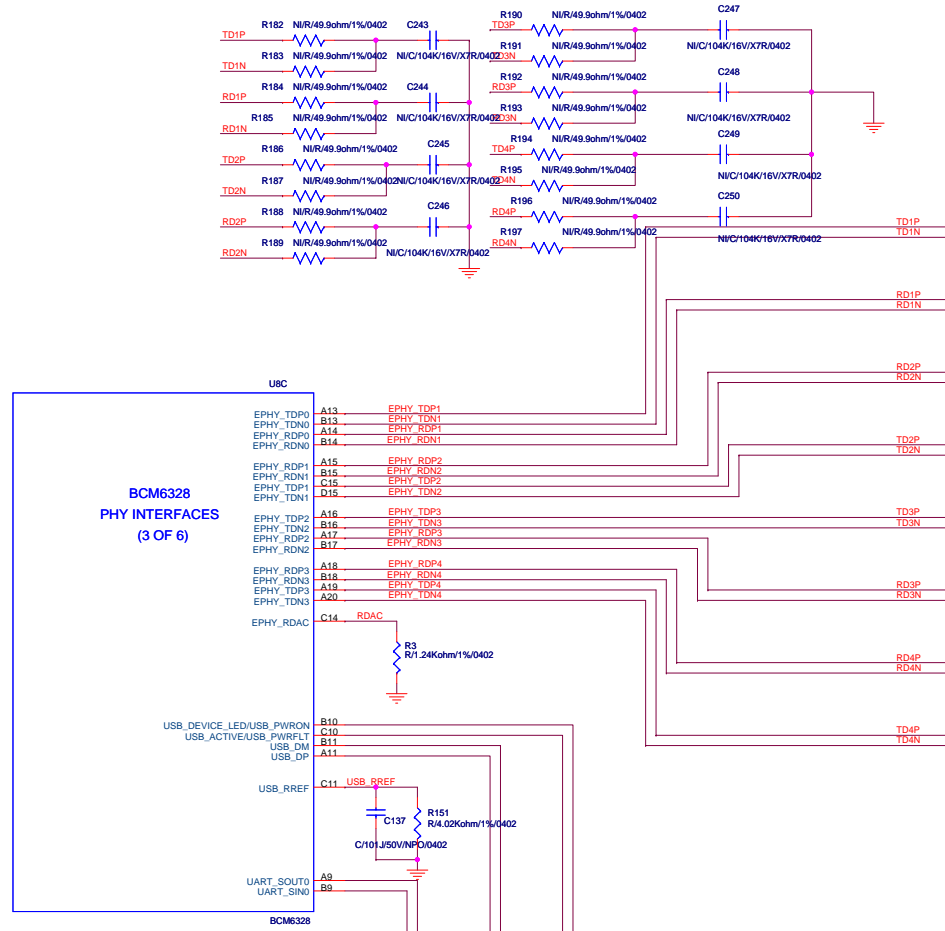 R182 NI/R/49.9ohm/1%/0402 C243
TD1P
R183 NI/R/49.9ohm/1%/0402 NI/C/104K/16V/X7R/0402
TD1N
R184 NI/R/49.9ohm/1%/0402 C244
RD1P
R185 NI/R/49.9ohm/1%/0402 NI/C/104K/16V/X7R/0402
RD1N
R186 NI/R/49.9ohm/1%/0402 C245
TD2P
R187 NI/R/49.9ohm/1%/0402 NI/C/104K/16V/X7R/0402
TD2N
R188 NI/R/49.9ohm/1%/0402 C246
RD2P
R189 NI/R/49.9ohm/1%/0402 NI/C/104K/16V/X7R/0402
RD2N
R190 NI/R/49.9ohm/1%/0402 C247
TD3P
R191 NI/R/49.9ohm/1%/0402 NI/C/104K/16V/X7R/0402
TD3N
R192 NI/R/49.9ohm/1%/0402 C248
RD3P
R193 NI/R/49.9ohm/1%/0402 NI/C/104K/16V/X7R/0402
RD3N
R194 NI/R/49.9ohm/1%/0402 C249
TD4P
R195 NI/R/49.9ohm/1%/0402 NI/C/104K/16V/X7R/0402
TD4N
R196 NI/R/49.9ohm/1%/0402 C250
RD4P
R197 NI/R/49.9ohm/1%/0402 NI/C/104K/16V/X7R/0402
RD4N
TD1P
TD1N
RD1P
RD1N
RD2P
RD2N
TD2P
TD2N
TD3P
TD3N
RD3P
RD3N
RD4P
RD4N
TD4P
TD4N
U8C
BCM6328
PHY INTERFACES
(3 OF 6)
EPHY_TDP0 A13 EPHY_TDP1
EPHY_TDN0 B13 EPHY_TDN1
EPHY_RDP0 A14 EPHY_RDP1
EPHY_RDN0 B14 EPHY_RDN1
EPHY_RDP1 A15 EPHY_RDP2
EPHY_RDN1 B15 EPHY_RDN2
EPHY_TDP1 C15 EPHY_TDP2
EPHY_TDN1 D15 EPHY_TDN2
EPHY_TDP2 A16 EPHY_TDP3
EPHY_TDN2 B16 EPHY_TDN3
EPHY_RDP2 A17 EPHY_RDP3
EPHY_RDN2 B17 EPHY_RDN3
EPHY_RDP3 A18 EPHY_RDP4
EPHY_RDN3 B18 EPHY_RDN4
EPHY_TDP3 A19 EPHY_TDP4
EPHY_TDN3 A20 EPHY_TDN4
EPHY_RDAC C14 RDAC
R3
R/1.24Kohm/1%/0402
USB_DEVICE_LED/USB_PWRON B10
USB_ACTIVE/USB_PWRFLT C10
USB_DM B11
USB_DP A11
USB_RREF C11 USB_RREF
R151
R/4.02Kohm/1%/0402
C137
C/101J/50V/NPO/0402
UART_SOUT0 A9
UART_SIN0 B9
BCM6328